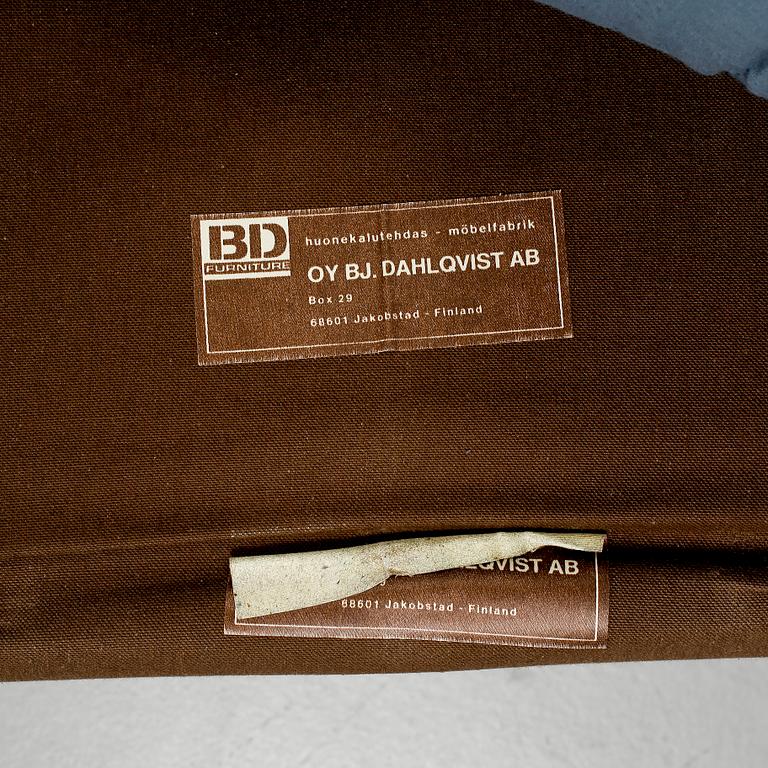 BD
FURNITURE
huonekalutehdas - möbelfabrik
OY BJ. DAHLQVIST AB
Box 29
68601 Jakobstad - Finland
LQVIST AB
68601 Jakobstad - Finland